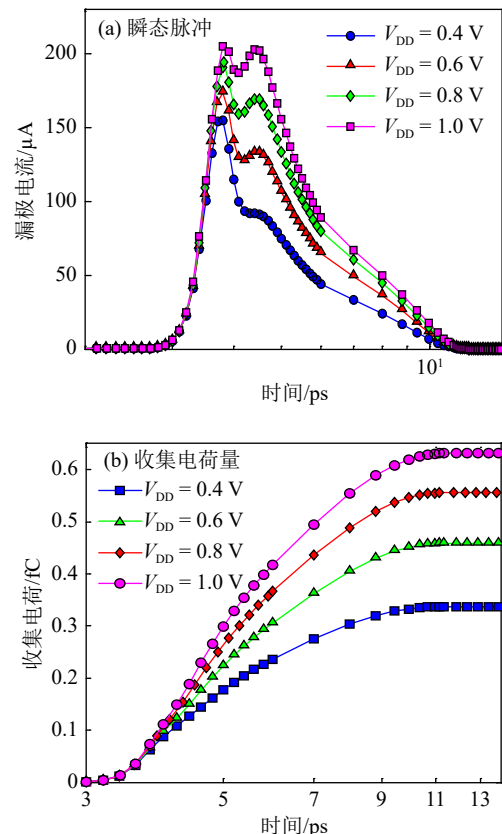 (a) 瞬态脉冲
V_DD = 0.4 V
V_DD = 0.6 V
V_DD = 0.8 V
V_DD = 1.0 V
200
150
100
50
0
漏极电流/μA
10¹
时间/ps
(b) 收集电荷量
V_DD = 0.4 V
V_DD = 0.6 V
V_DD = 0.8 V
V_DD = 1.0 V
0.6
0.5
0.4
0.3
0.2
0.1
0
收集电荷/fC
3 5 7 9 11 13
时间/ps